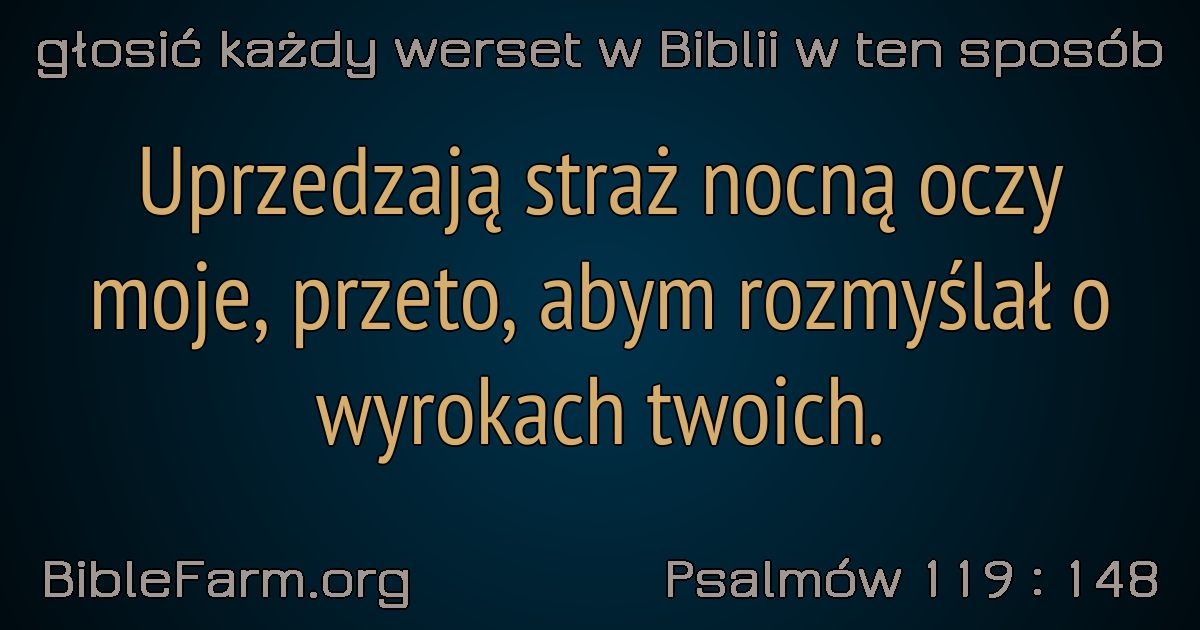 głosić każdy werset w Biblii w ten sposób
Uprzedzają straż nocną oczy
moje, przeto, abym rozmyślał o
wyrokach twoich.
BibleFarm.org
Psalmów 119 : 148